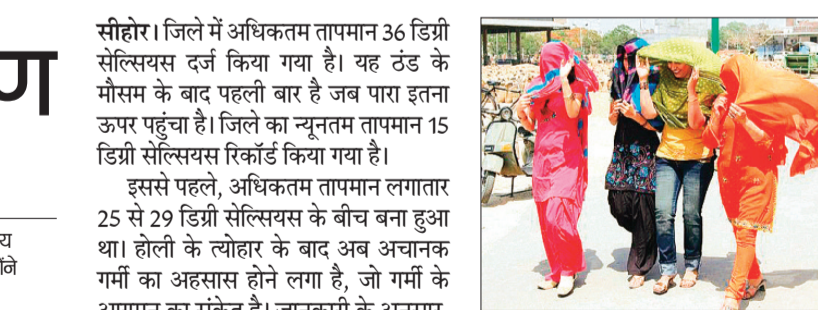 ण
य
ोंने
सीहोर। जिले में अधिकतम तापमान 36 डिग्री
सेल्सियस दर्ज किया गया है। यह ठंड के
मौसम के बाद पहली बार है जब पारा इतना
ऊपर पहुंचा है। जिले का न्यूनतम तापमान 15
डिग्री सेल्सियस रिकॉर्ड किया गया है।
इससे पहले, अधिकतम तापमान लगातार
25 से 29 डिग्री सेल्सियस के बीच बना हुआ
था। होली के त्योहार के बाद अब अचानक
गर्मी का अहसास होने लगा है, जो गर्मी के
का संकेत है। जानकारी के